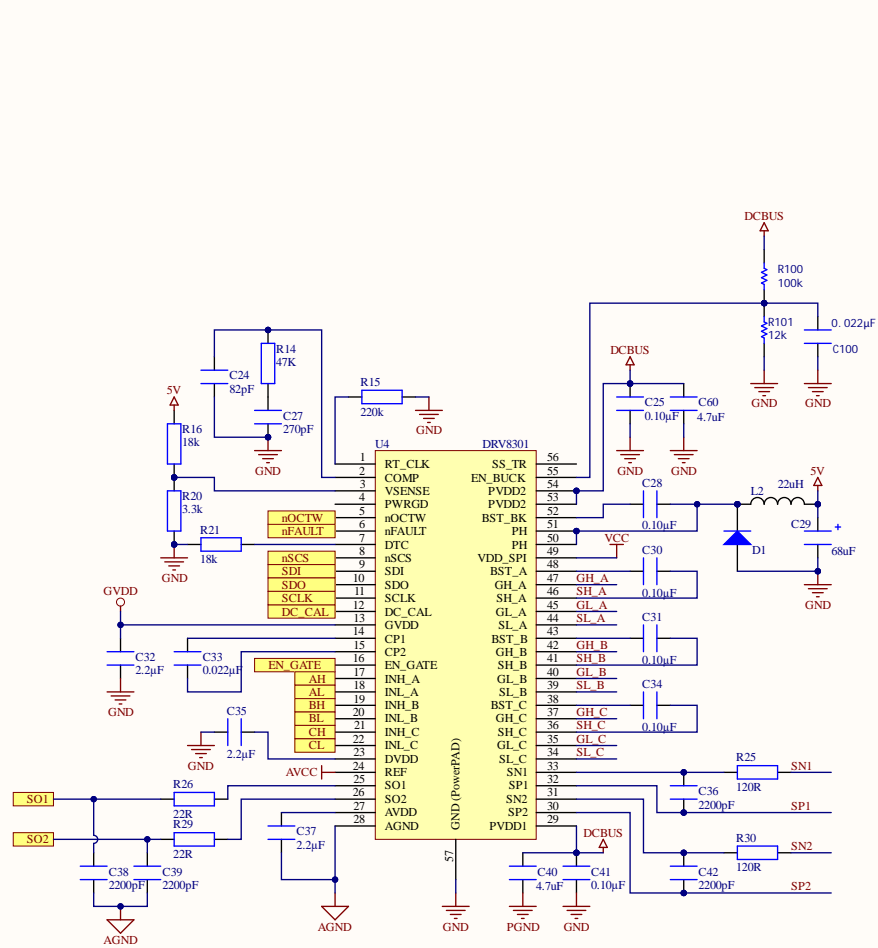 DCBUS
R100
100k
R101
12k
0.022μF
C100
GND
GND
DCBUS
C25
0.10μF
C60
4.7uF
GND
GND
R14
47K
C24
82pF
C27
270pF
GND
R15
220k
GND
5V
R16
18k
R20
3.3k
R21
18k
GND
U4
DRV8301
1 RT_CLK
2 COMP
3 VSENSE
4 PWRGD
nOCTW 5 nOCTW
nFAULT 6 nFAULT
7 DTC
nSCS 8 nSCS
SDI 9 SDI
SDO 10 SDO
SCLK 11 SCLK
DC_CAL 12 DC_CAL
13 GVDD
14 CP1
15 CP2
EN_GATE 16 EN_GATE
AH 17 INH_A
AL 18 INL_A
BH 19 INH_B
BL 20 INL_B
CH 21 INH_C
CL 22 INL_C
23 DVDD
AVCC 24 REF
25 SO1
26 SO2
27 AVDD
28 AGND
GND (PowerPAD)
57
GND
SS_TR 56
EN_BUCK 55
PVDD2 54
PVDD2 53
BST_BK 52
PH 51
PH 50
VDD_SPI 49 VCC
BST_A 48
GH_A 47 GH_A
SH_A 46 SH_A
GL_A 45 GL_A
SL_A 44 SL_A
BST_B 43
GH_B 42 GH_B
SH_B 41 SH_B
GL_B 40 GL_B
SL_B 39 SL_B
BST_C 38
GH_C 37 GH_C
SH_C 36 SH_C
GL_C 35 GL_C
SL_C 34 SL_C
SN1 33
SP1 32
SN2 31
SP2 30
PVDD1 29
C28
0.10μF
L2
22uH
5V
C29
+
68uF
D1
GND
C30
0.10μF
C31
0.10μF
C34
0.10μF
GVDD
C32
2.2μF
C33
0.022μF
GND
C35
2.2μF
GND
SO1
R26
22R
SO2
R29
22R
C38
2200pF
C39
2200pF
AGND
C37
2.2μF
AGND
DCBUS
C40
4.7uF
C41
0.10μF
PGND
GND
R25
120R
SN1
C36
2200pF
SP1
R30
120R
SN2
C42
2200pF
SP2